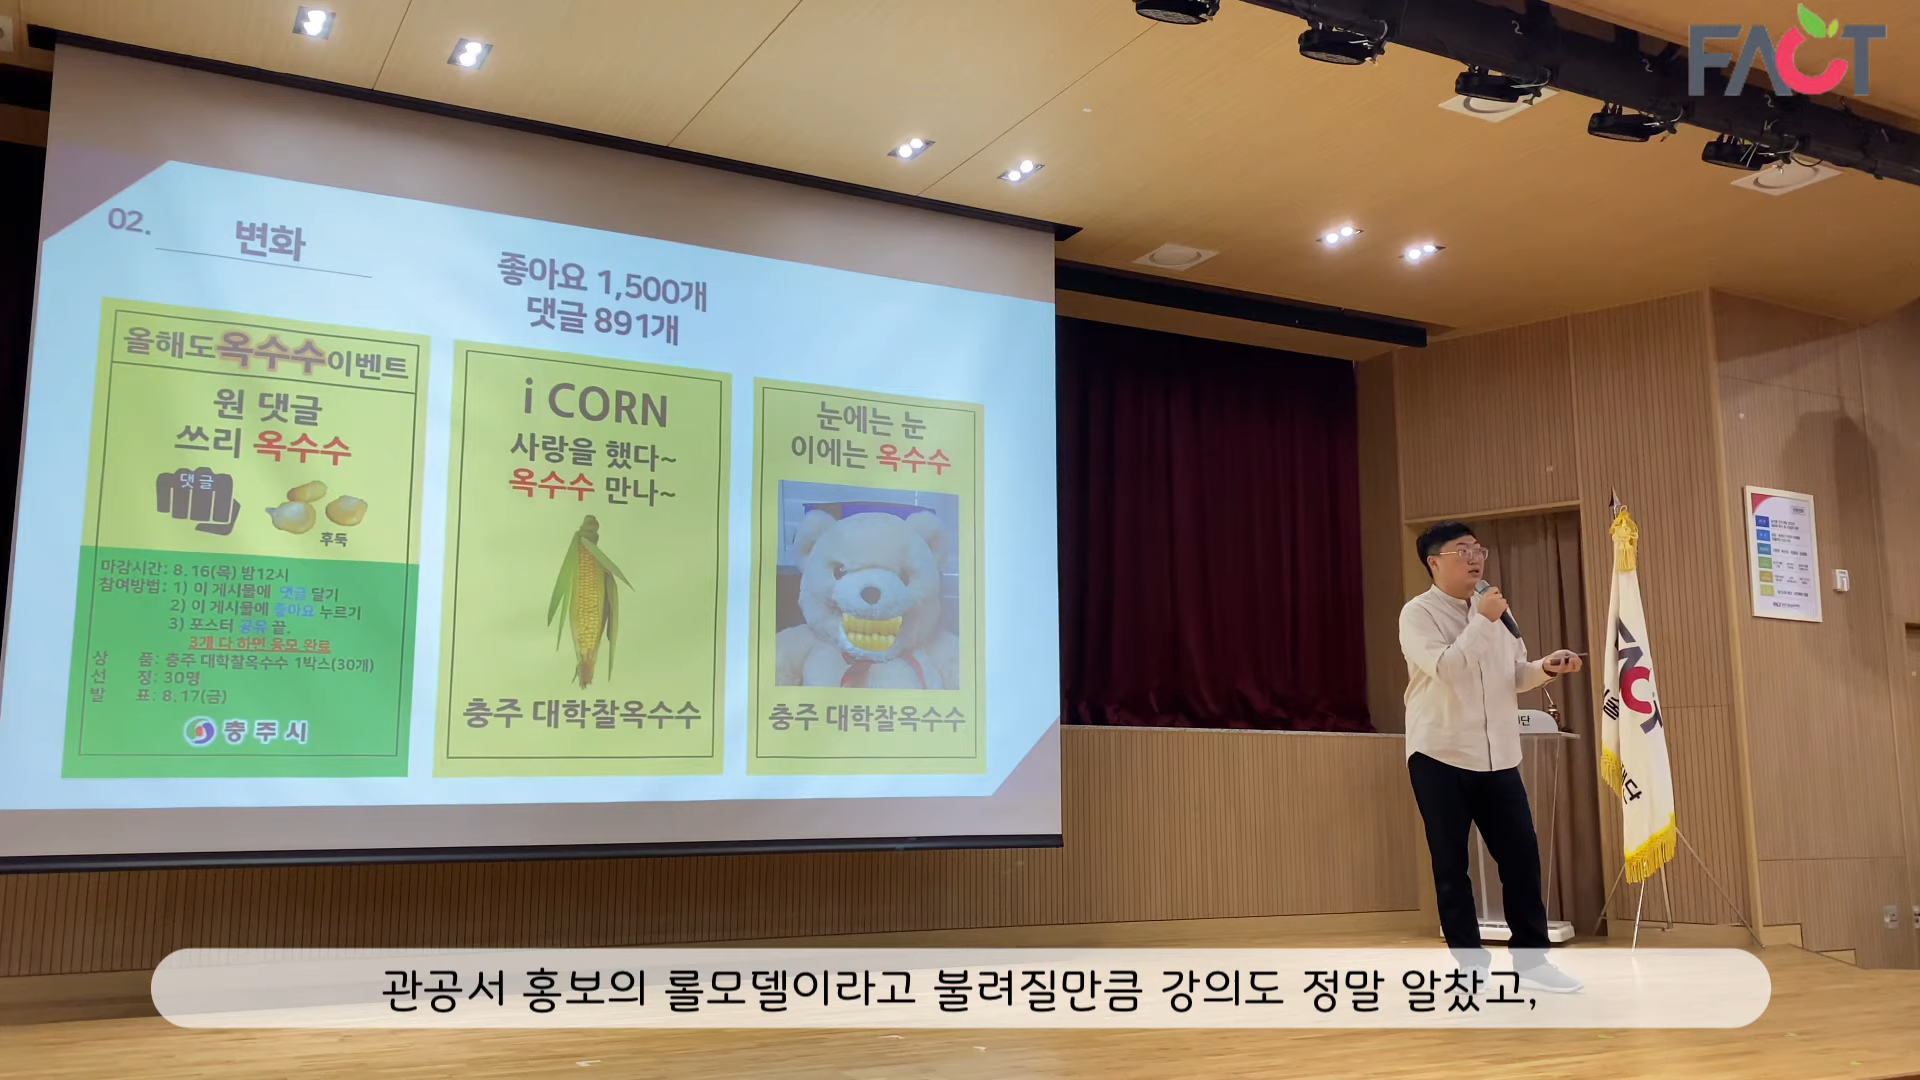 FACT
02.
변화
좋아요 1,500개
댓글 891개
올해도옥수수이벤트
원 댓글
쓰리 옥수수
댓글
후둑
마감시간: 8.16(목) 밤12시
참여방법: 1) 이 게시물에 댓글 달기
2) 이 게시물에 좋아요 누르기
3) 포스터 공유 끝.
3개 다 하면 응모 완료
상 품: 충주 대학찰옥수수 1박스(30개)
선 정: 30명
발 표: 8.17(금)
충주시
i CORN
사랑을 했다~
옥수수 만나~
충주 대학찰옥수수
눈에는 눈
이에는 옥수수
충주 대학찰옥수수
관공서 홍보의 롤모델이라고 불려질만큼 강의도 정말 알찼고,